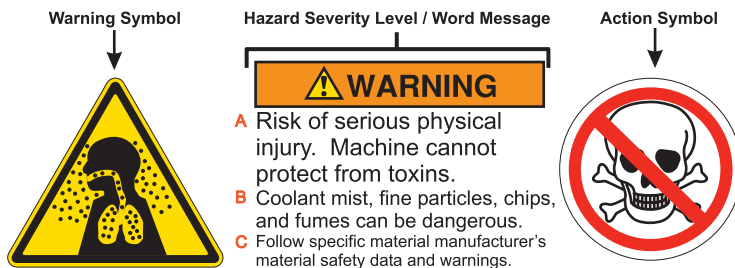 Warning Symbol
Hazard Severity Level / Word Message
Action Symbol
WARNING
A Risk of serious physical
injury. Machine cannot
protect from toxins.
B Coolant mist, fine particles, chips,
and fumes can be dangerous.
C Follow specific material manufacturer's
material safety data and warnings.